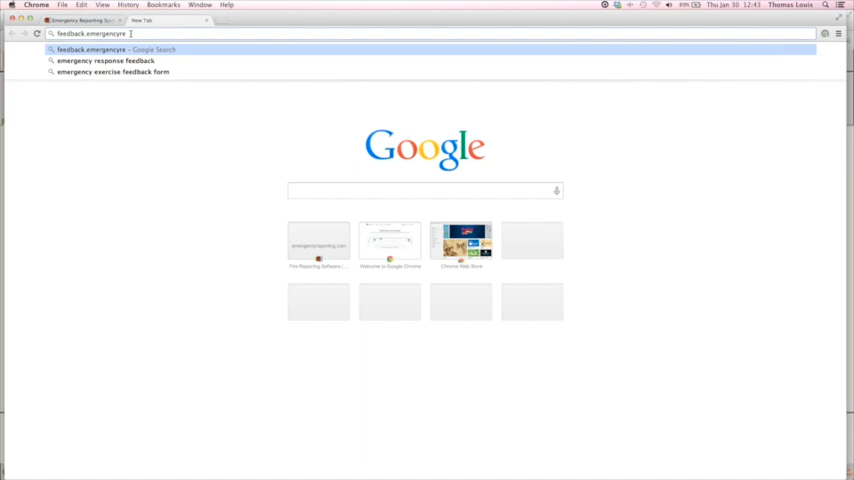 Chrome File Edit View History Bookmarks Window Help
Thu Jan 30 12:43 Thomas Louis
Emergency Reporting Sys
New Tab
feedback.emergencyre
feedback.emergencyre - Google Search
emergency response feedback
emergency exercise feedback form
Google
emergencyreporting.com
Fire Reporting Software | ...
Welcome to Google Chrome
Chrome Web Store